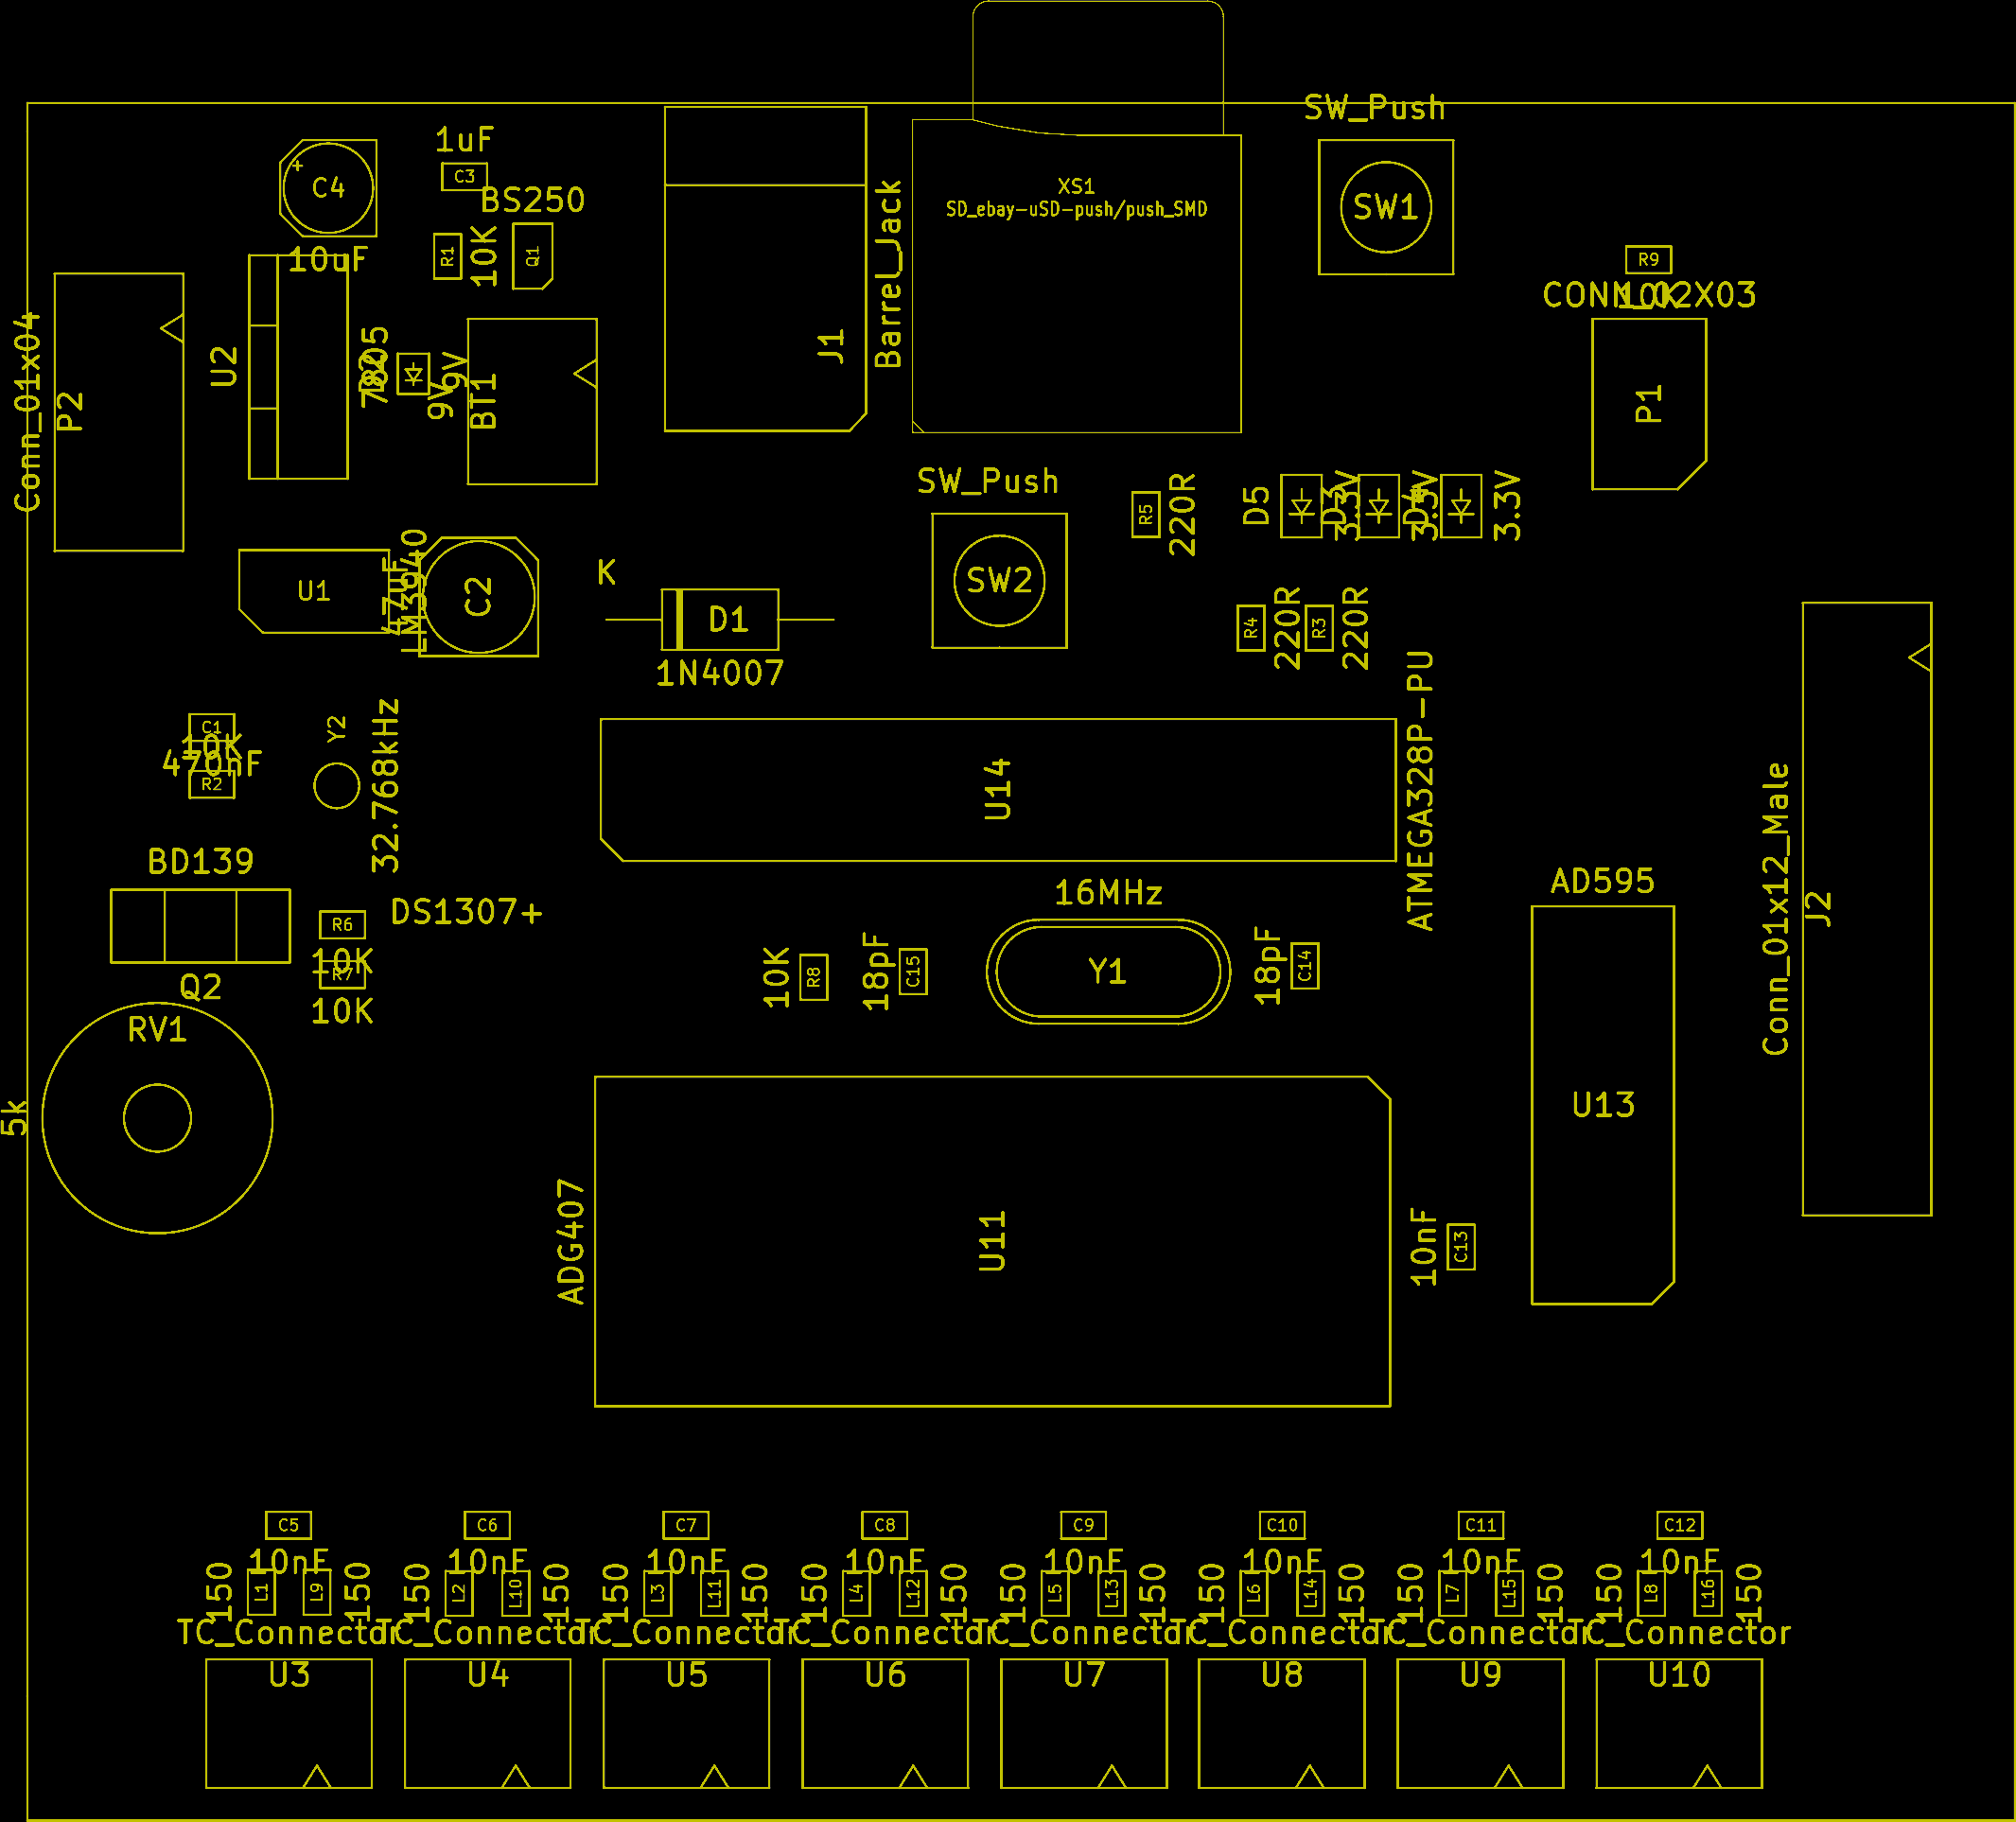 SW_Push
1uF
C4
C3
XS1
SD_ebay-uSD-push/push_SMD
BS250
SW1
10uF
R1
10K
Q1
Barrel_Jack
J1
R9
CONN_02X03
10K
Conn_01x04
P2
U2
7805
9V
9V
BT1
P1
SW_Push
R5
220R
D5
3.3V
D3
3.3V
D4
3.3V
U1
LM3940
47uF
C2
K
D1
1N4007
SW2
R4
220R
R3
220R
C1
10K
470nF
R2
Y2
32.768kHz
U14
ATMEGA328P-PU
BD139
Q2
R6
10K
R7
10K
DS1307+
16MHz
10K
R8
18pF
C15
Y1
18pF
C14
AD595
U13
Conn_01x12_Male
J2
RV1
5k
ADG407
U11
10nF
C13
C5
C6
C7
C8
C9
C10
C11
C12
10nF
10nF
10nF
10nF
10nF
10nF
10nF
10nF
150
L1
L9
150
150
L2
L10
150
150
L3
L11
150
150
L4
L12
150
150
L5
L13
150
150
L6
L14
150
150
L7
L15
150
150
L8
L16
150
TC_Connector
TC_Connector
TC_Connector
TC_Connector
TC_Connector
TC_Connector
TC_Connector
TC_Connector
U3
U4
U5
U6
U7
U8
U9
U10